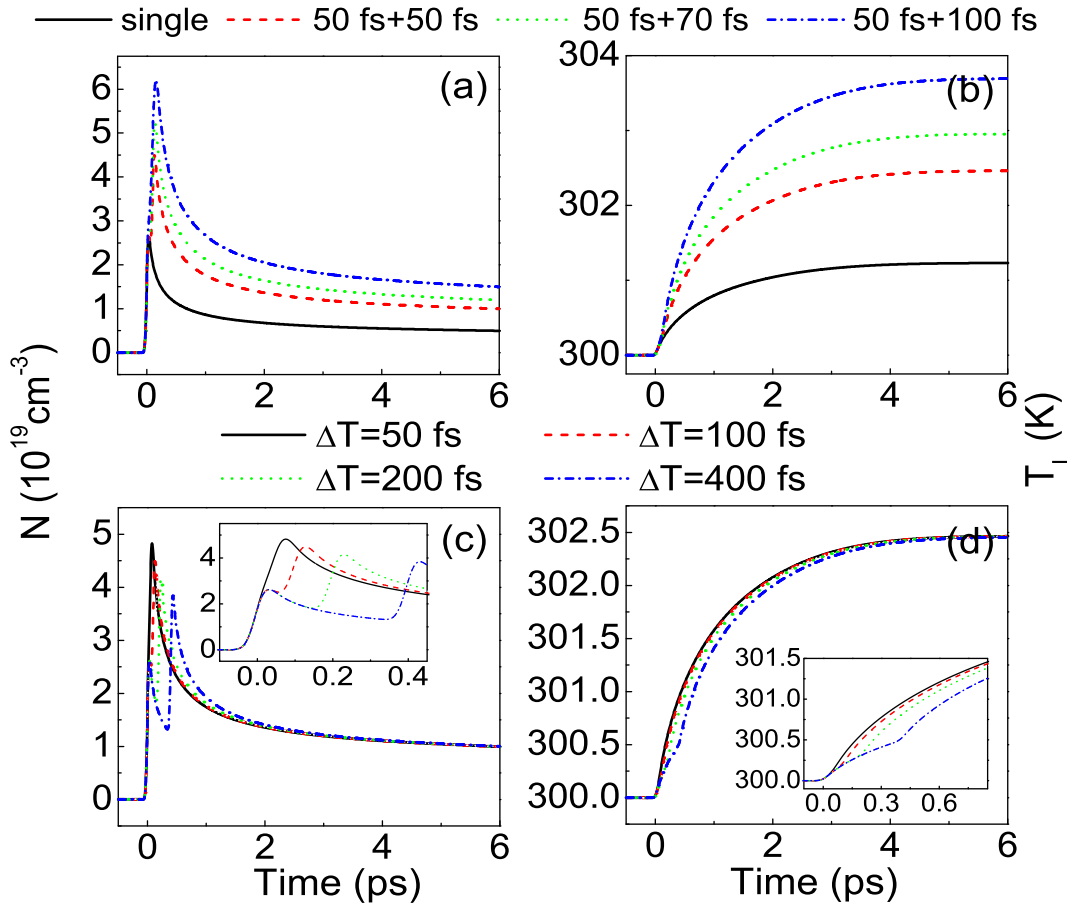 single 50 fs+50 fs 50 fs+70 fs 50 fs+100 fs
(a)
6
5
4
3
2
1
0
0 2 4 6
(b)
304
302
300
0 2 4 6
N (10^19 cm^-3)
T_l (K)
ΔT=50 fs ΔT=100 fs
ΔT=200 fs ΔT=400 fs
(c)
5
4
3
2
1
0
0 2 4 6
Time (ps)
4
2
0
0.0 0.2 0.4
(d)
302.5
302.0
301.5
301.0
300.5
300.0
0 2 4 6
Time (ps)
301.5
301.0
300.5
300.0
0.0 0.3 0.6